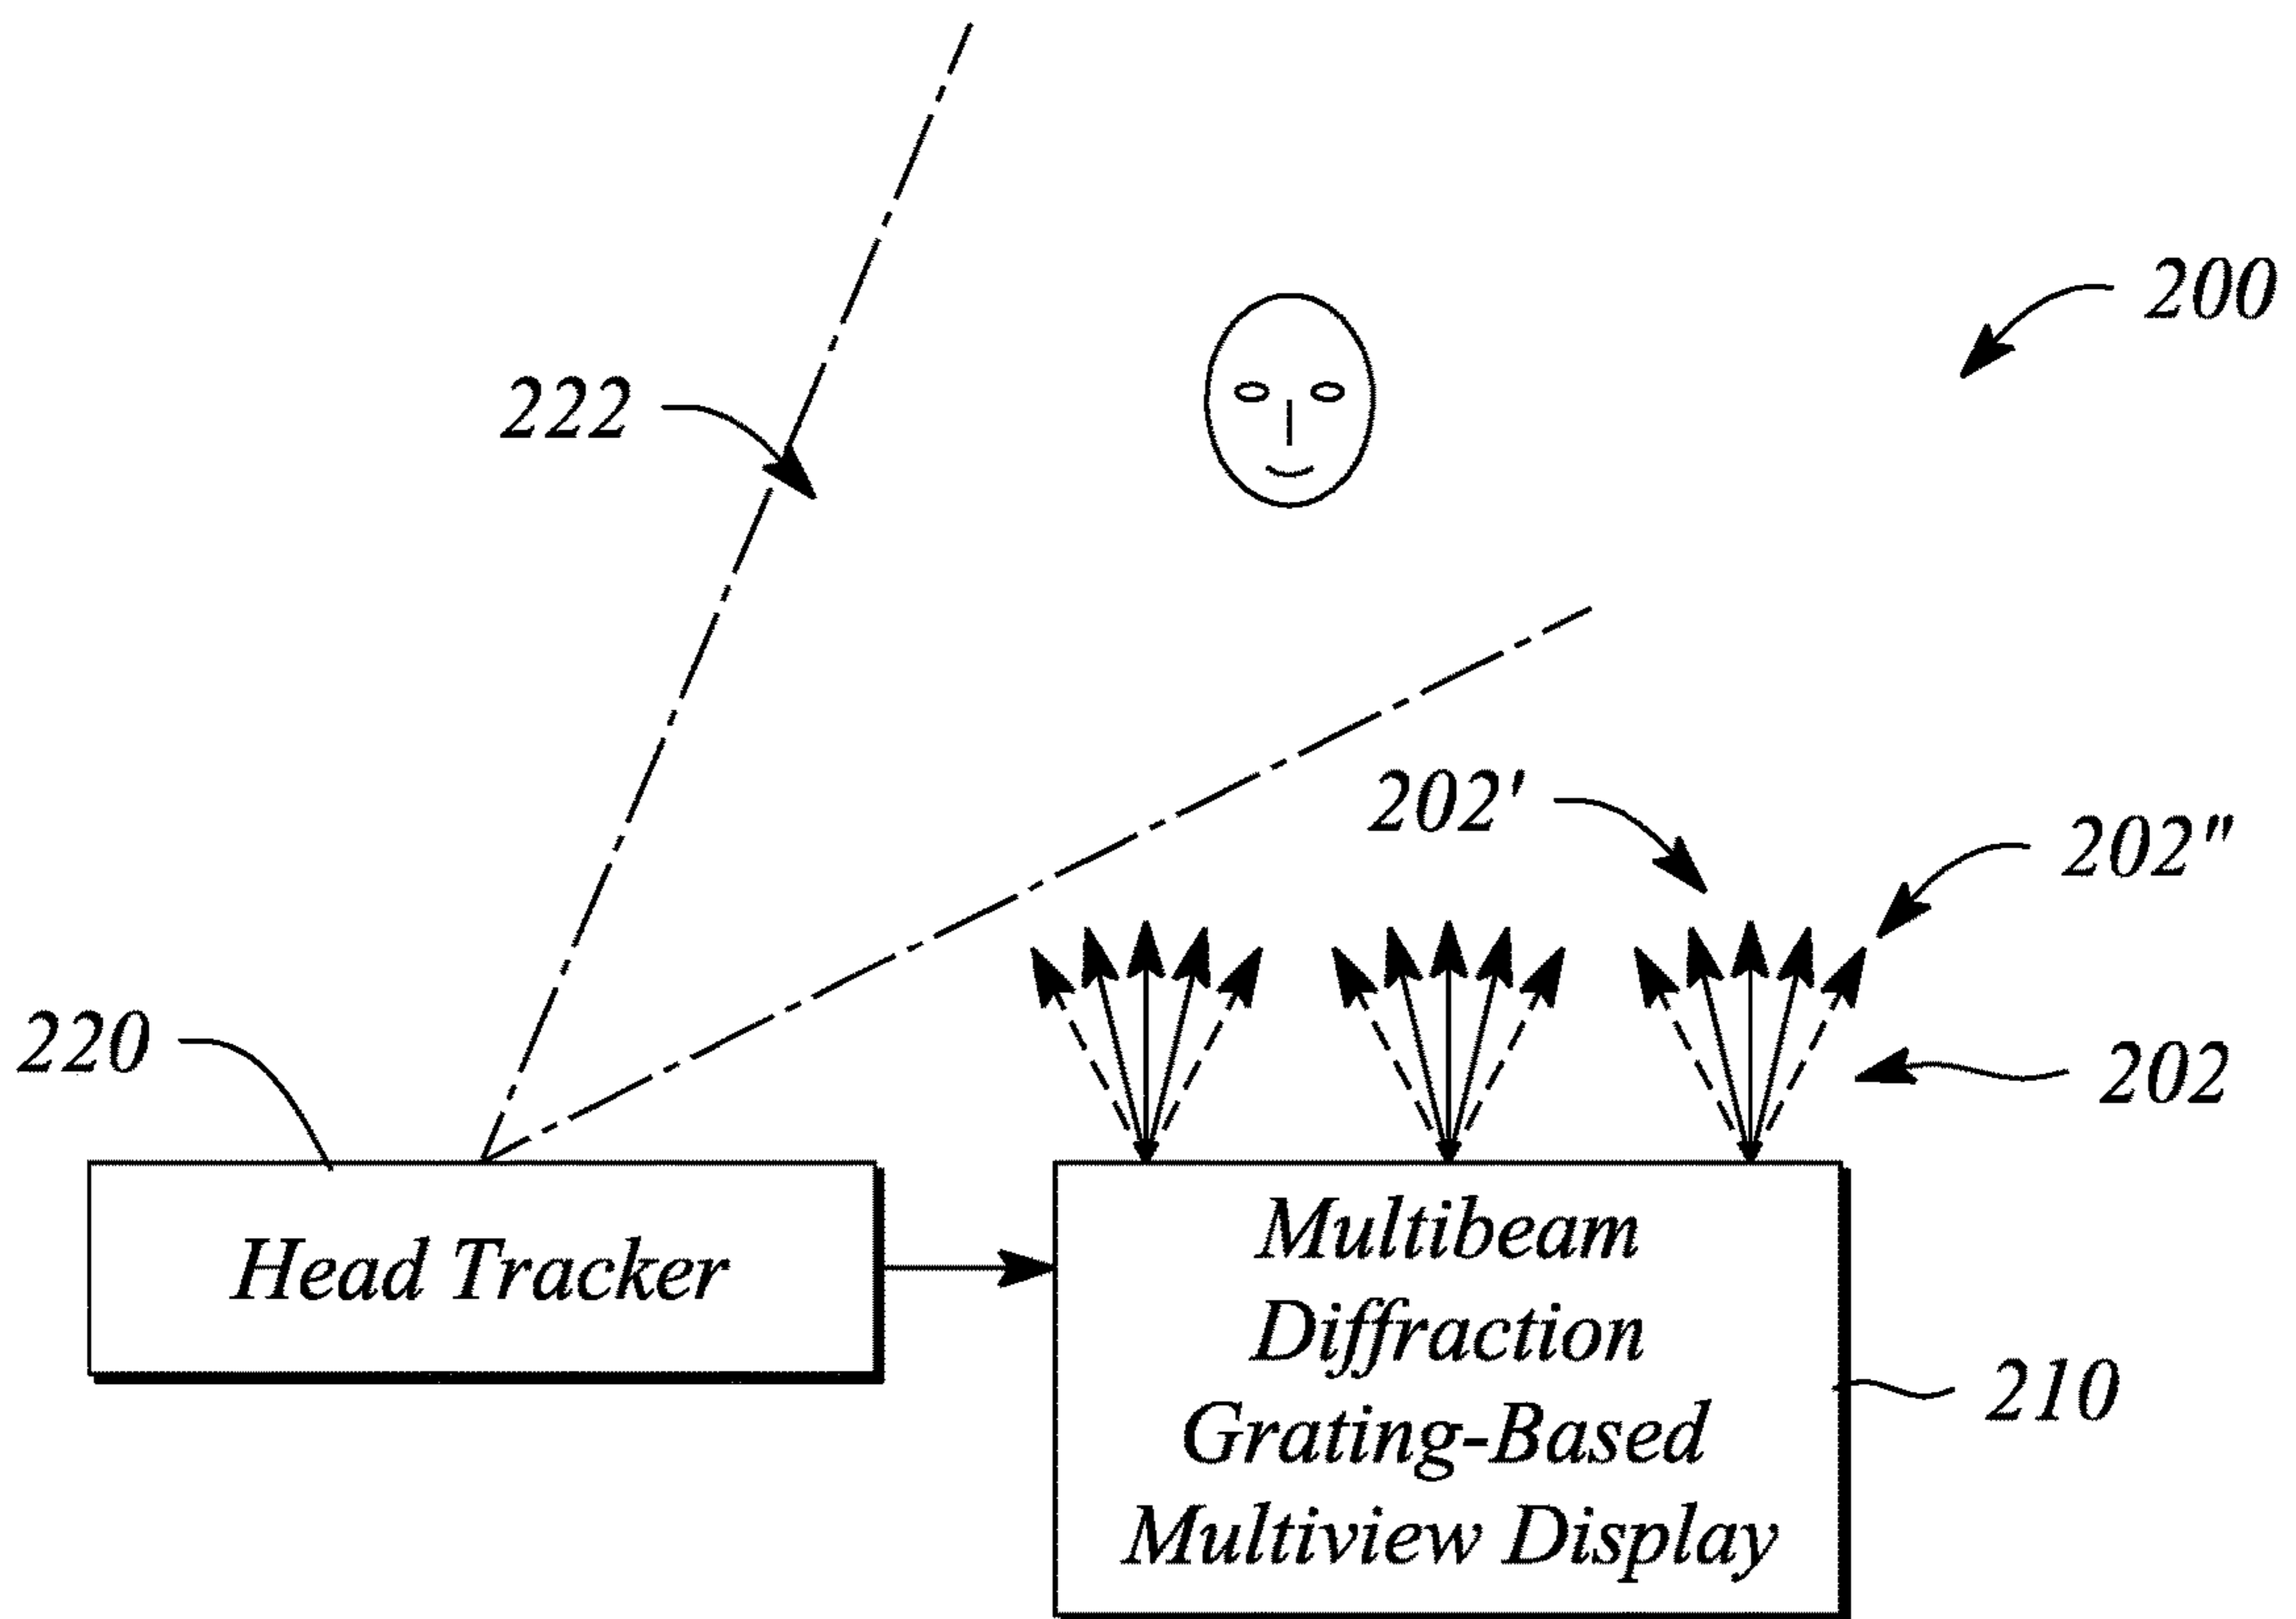 200
222
202'
202"
220
202
Head Tracker
Multibeam
Diffraction
Grating-Based
Multiview Display
210